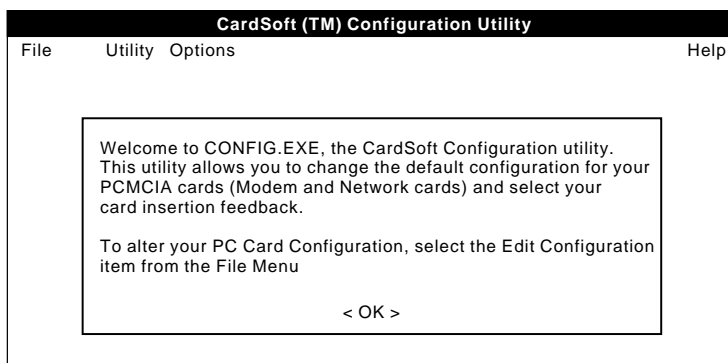 CardSoft (TM) Configuration Utility
File Utility Options Help
Welcome to CONFIG.EXE, the CardSoft Configuration utility.
This utility allows you to change the default configuration for your
PCMCIA cards (Modem and Network cards) and select your
card insertion feedback.
To alter your PC Card Configuration, select the Edit Configuration
item from the File Menu
< OK >